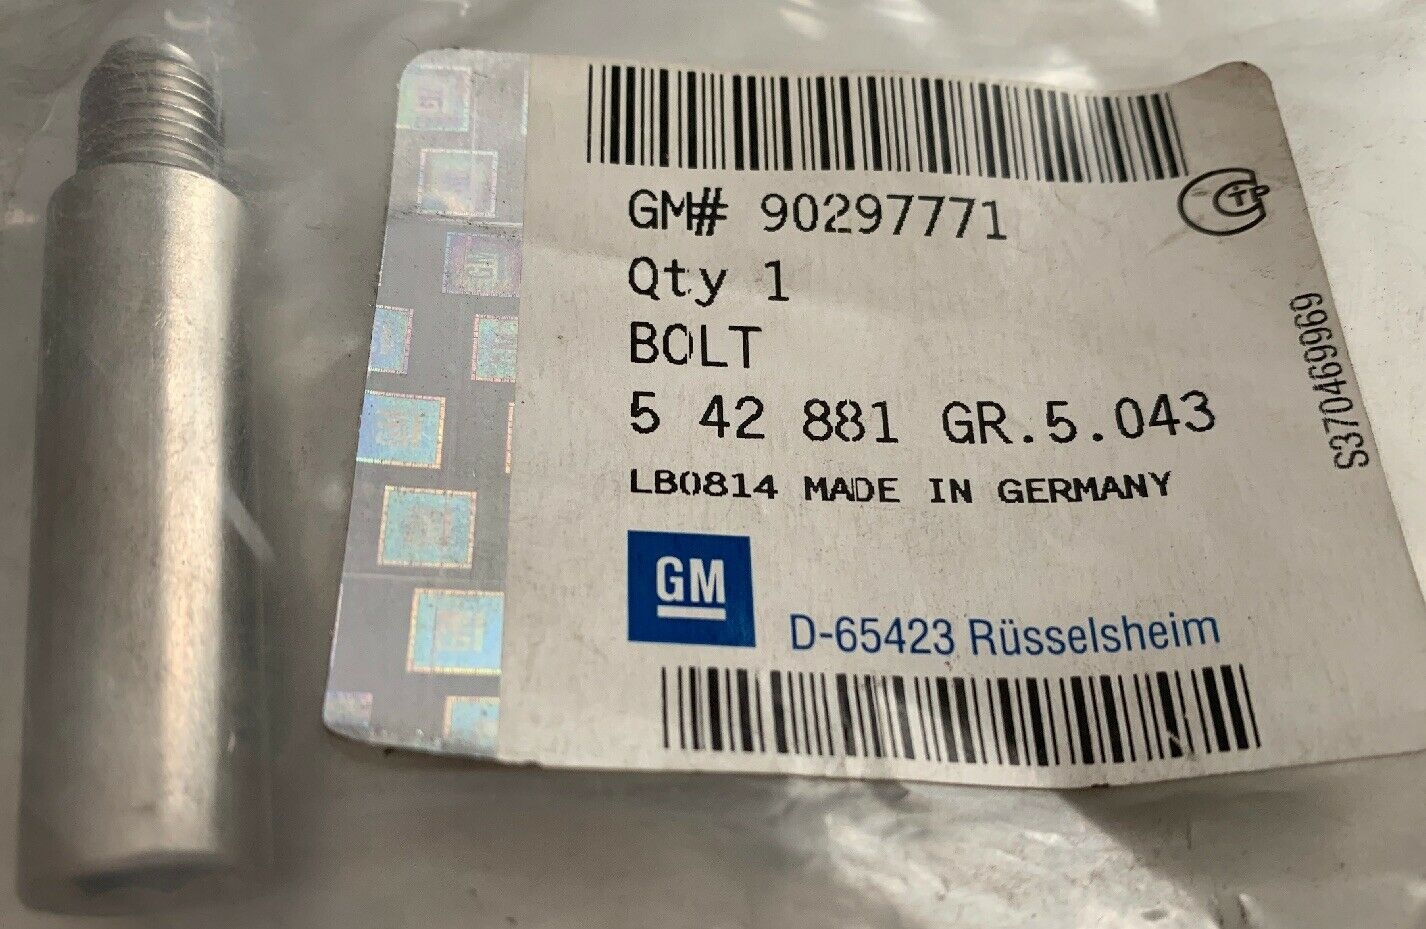 GM# 90297771
Qty 1
BOLT
5 42 881 GR.5.043
LB0814 MADE IN GERMANY
GM
D-65423 Rüsselsheim
S370469969